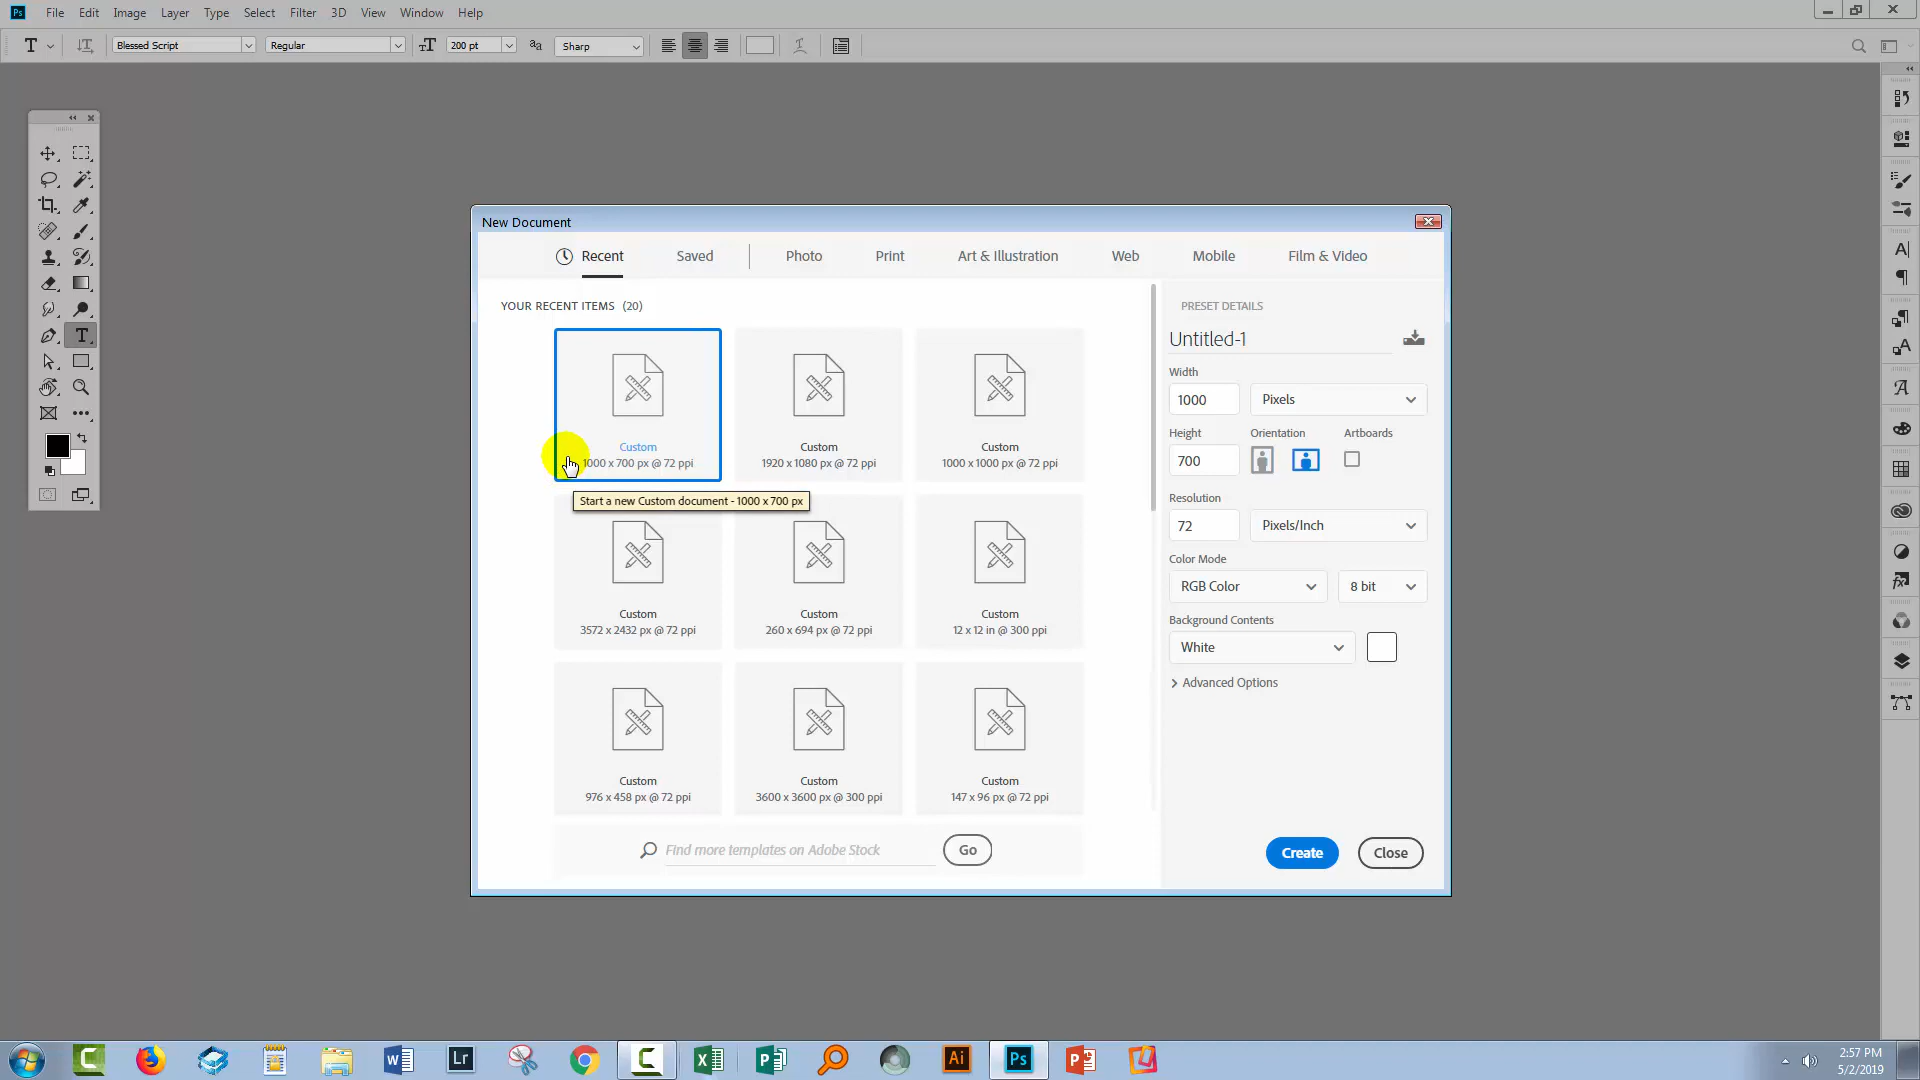 Ps File Edit Image Layer Type Select Filter 3D View Window Help
T Blessed Script Regular 200 pt Sharp
New Document
Recent Saved Photo Print Art & Illustration Web Mobile Film & Video
YOUR RECENT ITEMS (20)
PRESET DETAILS
Untitled-1
Width
1000 Pixels
Height Orientation Artboards
700
Resolution
72 Pixels/Inch
Color Mode
RGB Color 8 bit
Background Contents
White
Advanced Options
Custom
1000 x 700 px @ 72 ppi
Custom
1920 x 1080 px @ 72 ppi
Custom
1000 x 1000 px @ 72 ppi
Start a new Custom document - 1000 x 700 px
Custom
3572 x 2432 px @ 72 ppi
Custom
260 x 694 px @ 72 ppi
Custom
12 x 12 in @ 300 ppi
Custom
976 x 458 px @ 72 ppi
Custom
3600 x 3600 px @ 300 ppi
Custom
147 x 96 px @ 72 ppi
Find more templates on Adobe Stock Go
Create Close
2:57 PM
5/2/2019